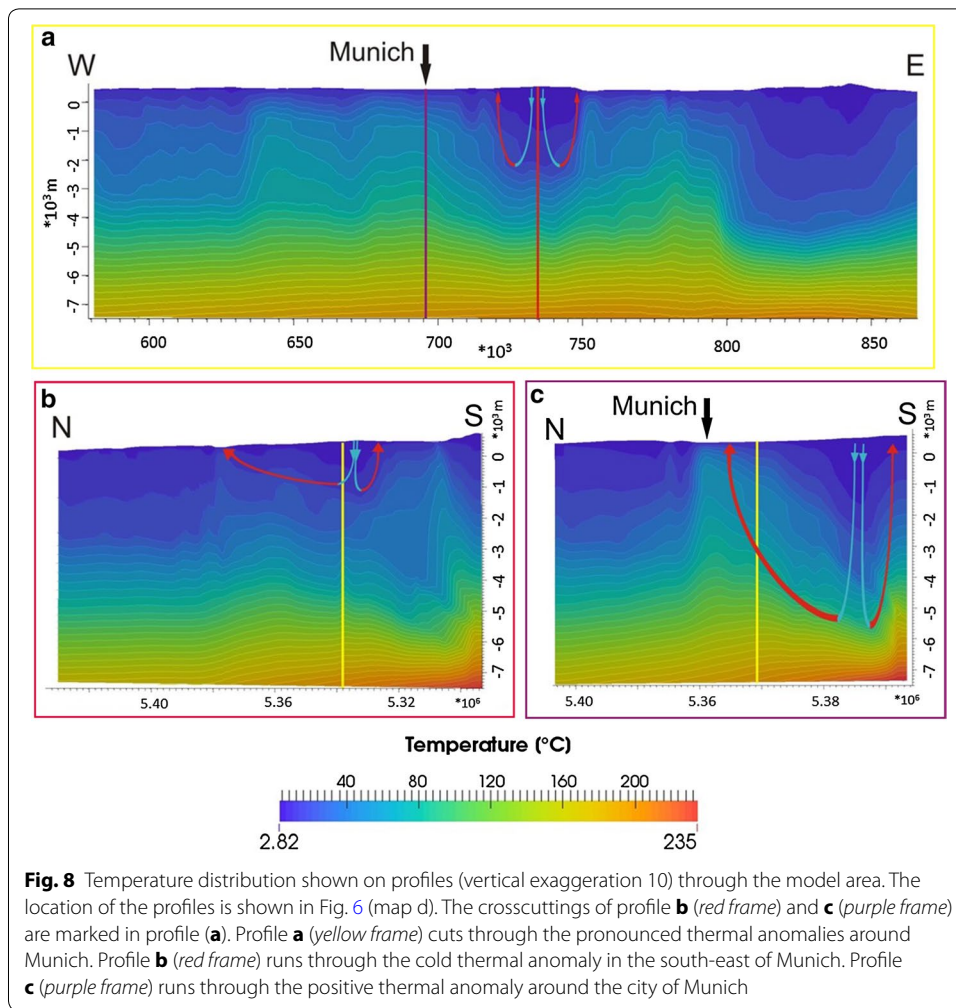 a
Munich
W
E
0
-1
-2
-3
-4
-5
-6
-7
*10³ m
600
650
700
*10³
750
800
850
b
N
S
*10³ m
0
-1
-2
-3
-4
-5
-6
-7
5.40
5.36
5.32
*10⁶
c
Munich
N
S
*10³ m
0
-1
-2
-3
-4
-5
-6
-7
5.40
5.36
5.38
*10⁶
Temperature (°C)
40 80 120 160 200
2.82 235
Fig. 8 Temperature distribution shown on profiles (vertical exaggeration 10) through the model area. The
location of the profiles is shown in Fig. 6 (map d). The crosscuttings of profile b (red frame) and c (purple frame)
are marked in profile (a). Profile a (yellow frame) cuts through the pronounced thermal anomalies around
Munich. Profile b (red frame) runs through the cold thermal anomaly in the south-east of Munich. Profile
c (purple frame) runs through the positive thermal anomaly around the city of Munich